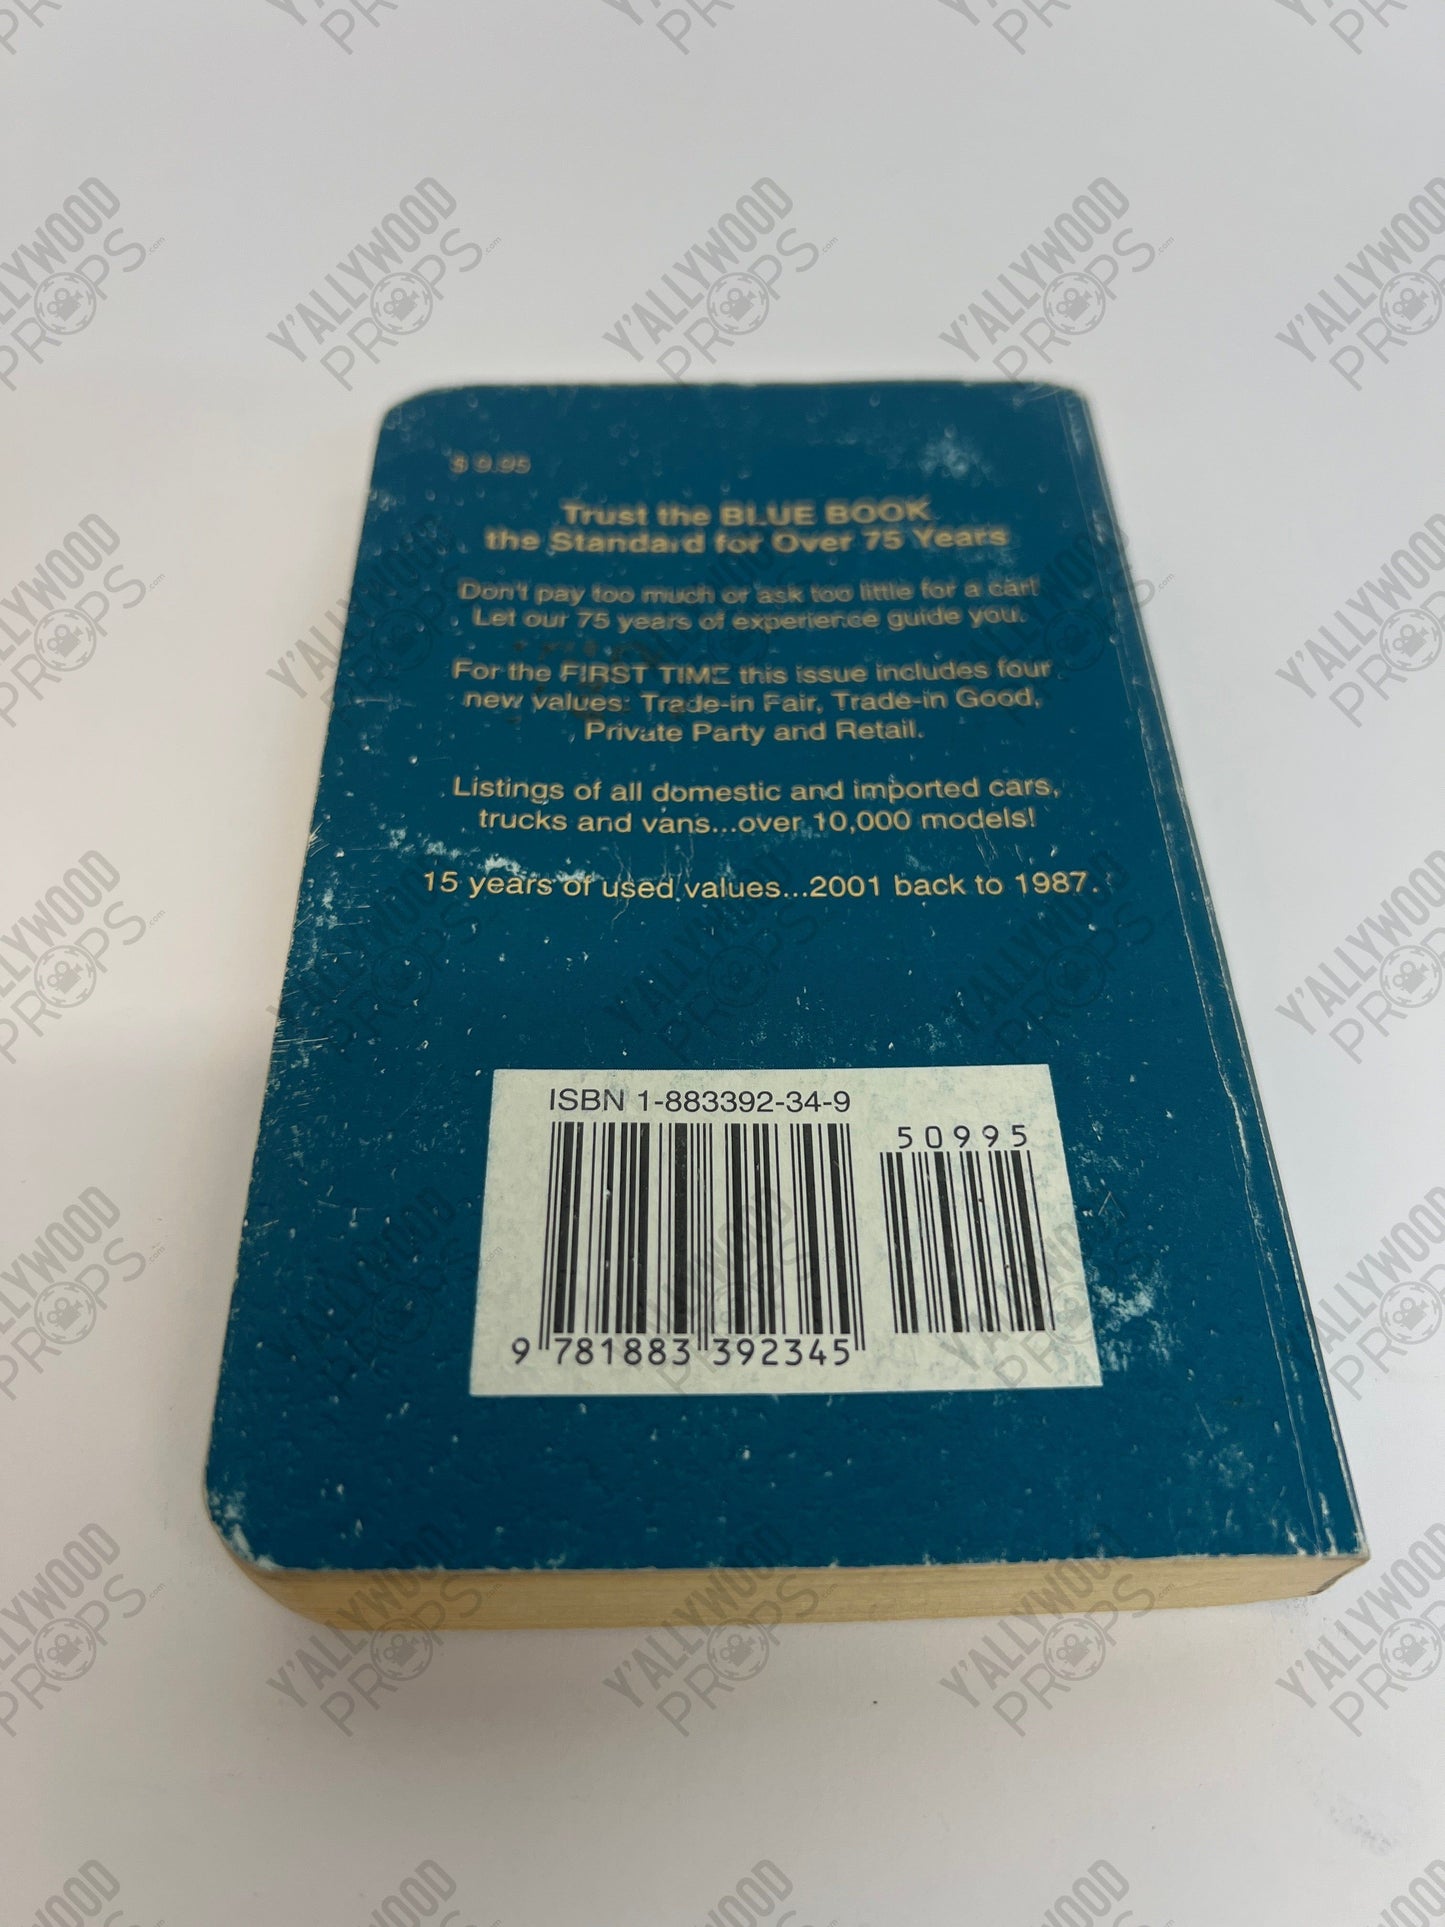 $ 9.95
Trust the BLUE BOOK
the Standard for Over 75 Years
Don't pay too much or ask too little for a car!
Let our 75 years of experience guide you.
For the FIRST TIME this issue includes four
new values: Trade-in Fair, Trade-in Good,
Private Party and Retail.
Listings of all domestic and imported cars,
trucks and vans...over 10,000 models!
15 years of used values...2001 back to 1987.
ISBN 1-883392-34-9
50995
9 781883 392345
Y'ALLYWOOD
PROPS.com